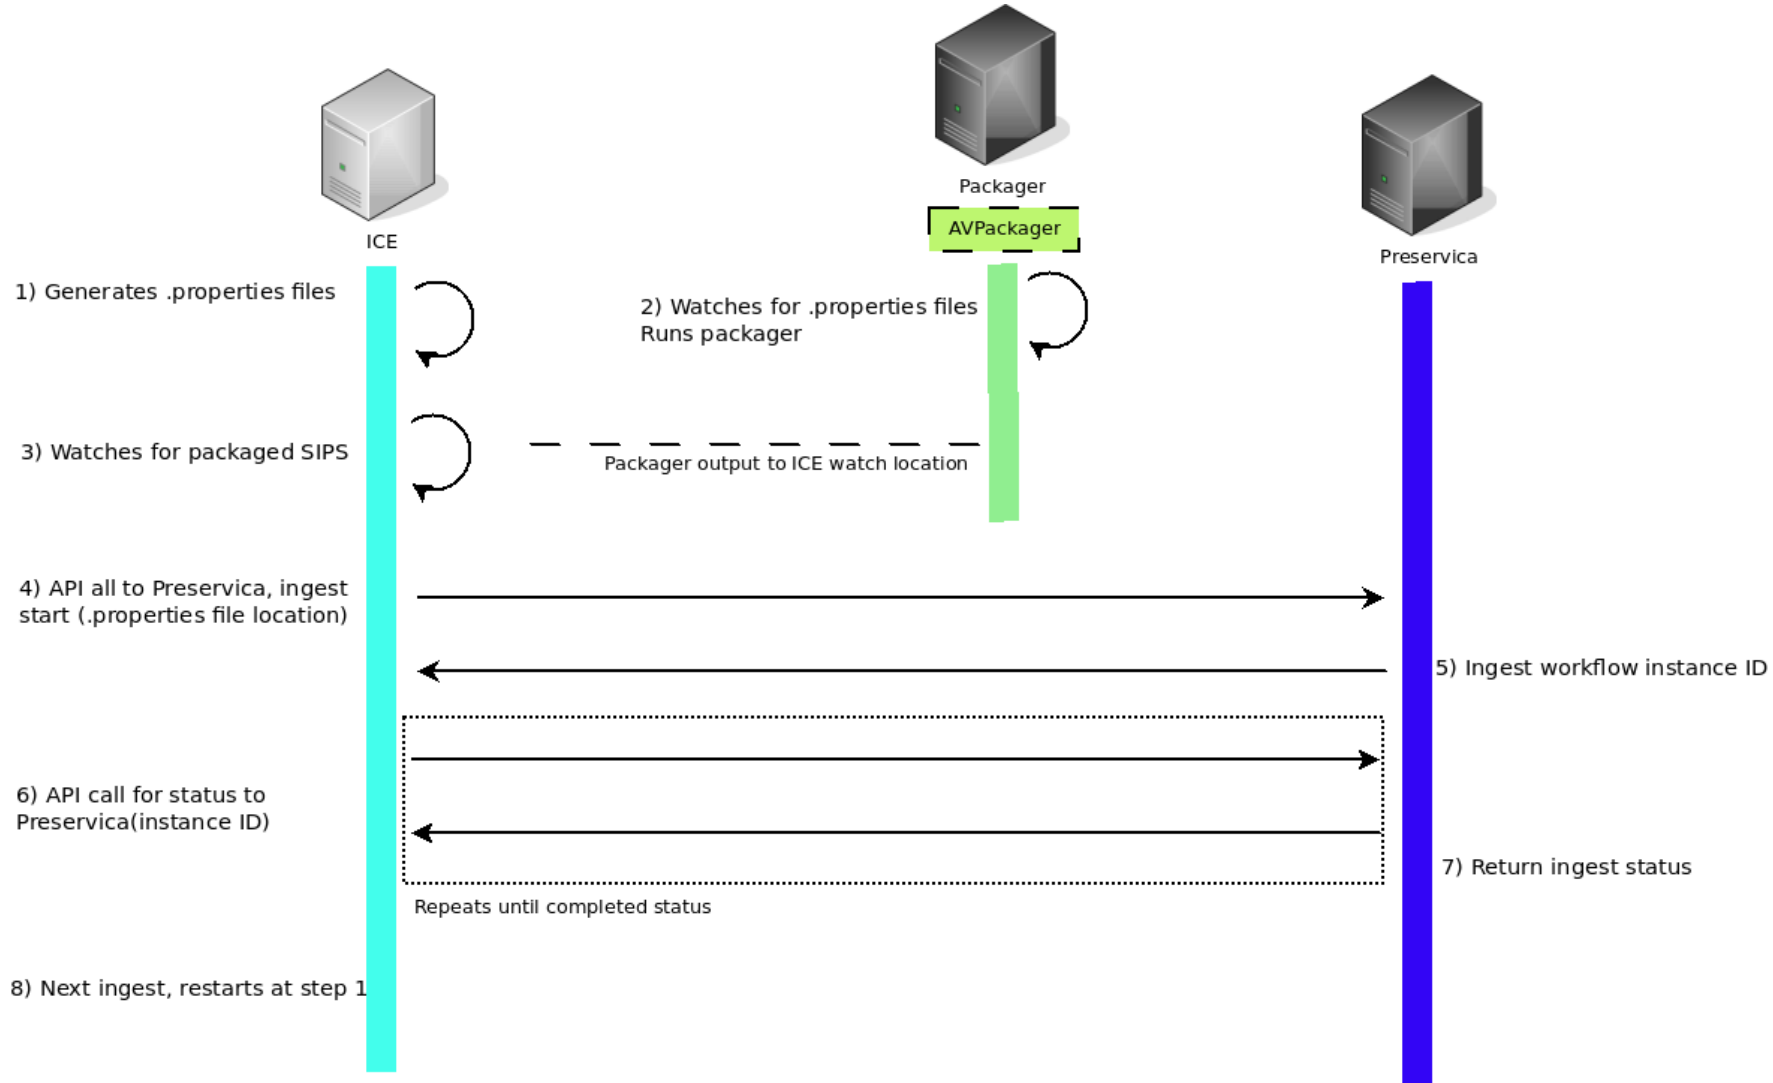 Packager
AVPackager
ICE
Preservica
1) Generates .properties files
2) Watches for .properties files
Runs packager
3) Watches for packaged SIPS
Packager output to ICE watch location
4) API all to Preservica, ingest
start (.properties file location)
5) Ingest workflow instance ID
6) API call for status to
Preservica(instance ID)
7) Return ingest status
Repeats until completed status
8) Next ingest, restarts at step 1